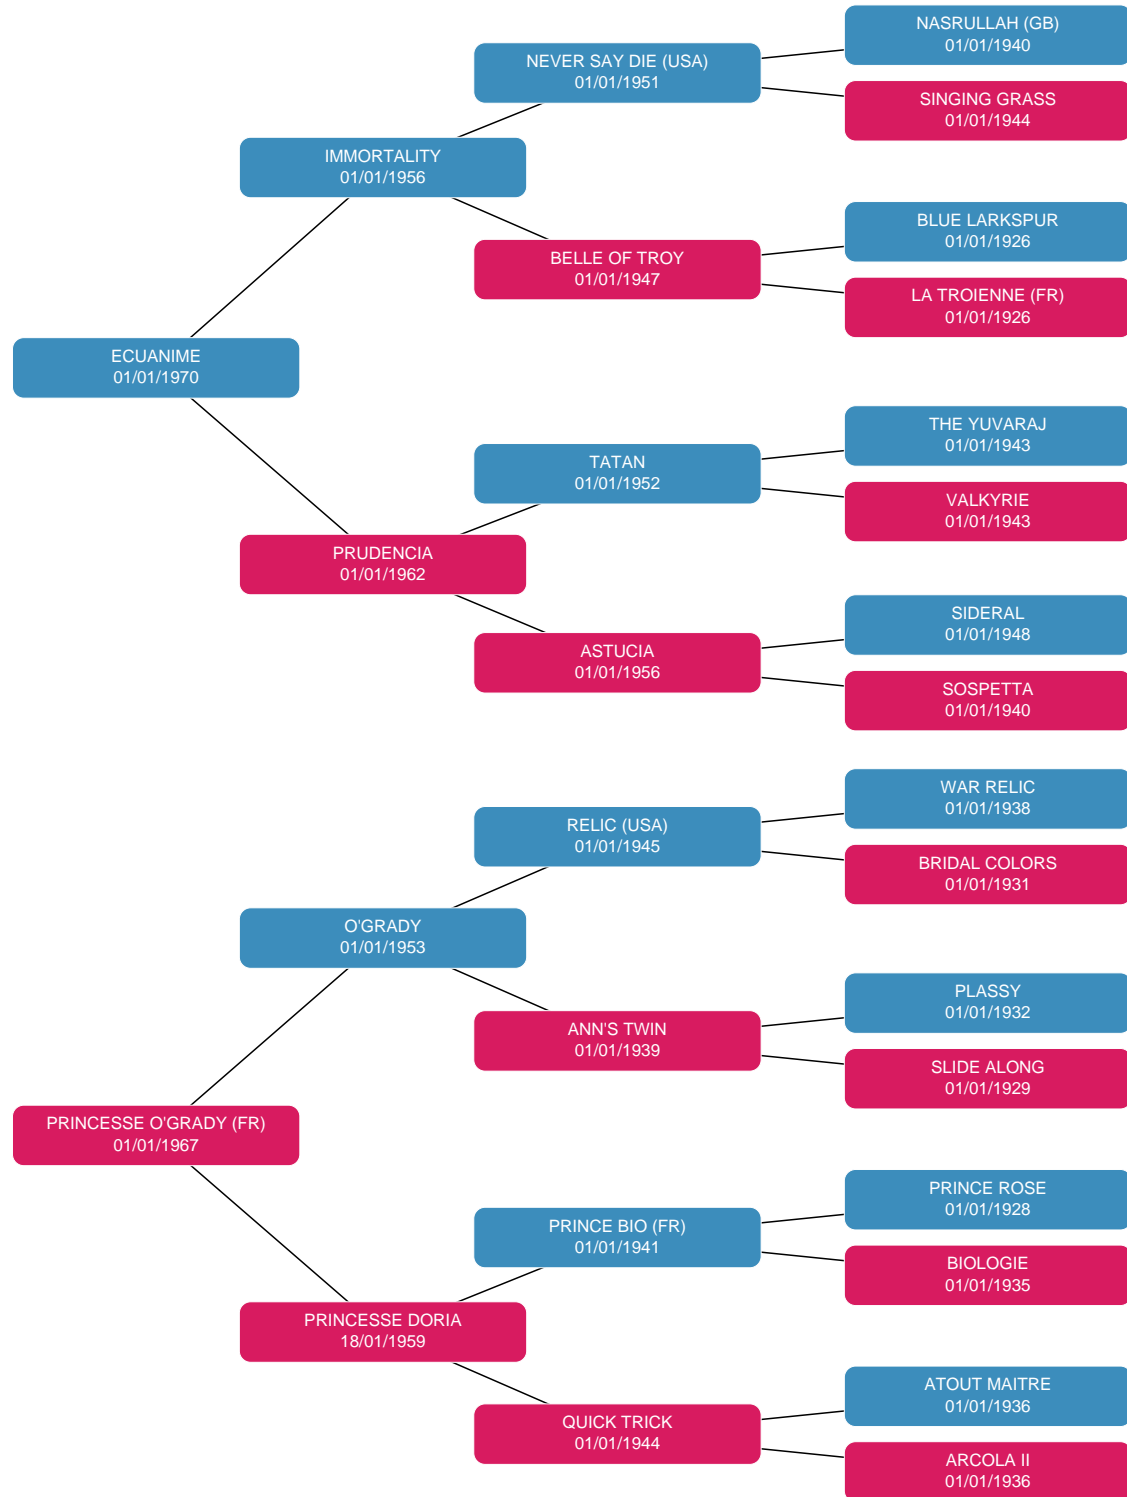 NASRULLAH (GB)
01/01/1940
NEVER SAY DIE (USA)
01/01/1951
SINGING GRASS
01/01/1944
IMMORTALITY
01/01/1956
BLUE LARKSPUR
01/01/1926
BELLE OF TROY
01/01/1947
LA TROIENNE (FR)
01/01/1926
ECUANIME
01/01/1970
THE YUVARAJ
01/01/1943
TATAN
01/01/1952
VALKYRIE
01/01/1943
PRUDENCIA
01/01/1962
SIDERAL
01/01/1948
ASTUCIA
01/01/1956
SOSPETTA
01/01/1940
WAR RELIC
01/01/1938
RELIC (USA)
01/01/1945
BRIDAL COLORS
01/01/1931
O'GRADY
01/01/1953
PLASSY
01/01/1932
ANN'S TWIN
01/01/1939
SLIDE ALONG
01/01/1929
PRINCESSE O'GRADY (FR)
01/01/1967
PRINCE ROSE
01/01/1928
PRINCE BIO (FR)
01/01/1941
BIOLOGIE
01/01/1935
PRINCESSE DORIA
18/01/1959
ATOUT MAITRE
01/01/1936
QUICK TRICK
01/01/1944
ARCOLA II
01/01/1936